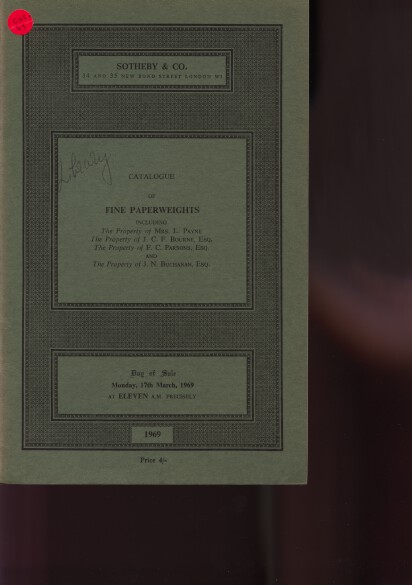 SOTHEBY & CO.
34 AND 35 NEW BOND STREET LONDON W1
CATALOGUE
OF
FINE PAPERWEIGHTS
INCLUDING
The Property of MRS. L. PAYNE
The Property of J. C. F. BOURNE, ESQ.
The Property of F. C. PARSONS, ESQ.
AND
The Property of J. N. BUCHANAN, ESQ.
Day of Sale
Monday, 17th March, 1969
AT ELEVEN A.M. PRECISELY
1969
Price 4/-